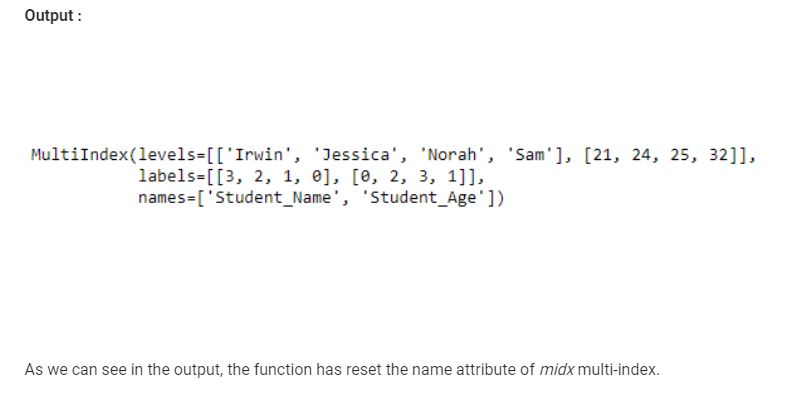 Output :
MultiIndex(levels=[['Irwin', 'Jessica', 'Norah', 'Sam'], [21, 24, 25, 32]],
labels=[[3, 2, 1, 0], [0, 2, 3, 1]],
names=['Student_Name', 'Student_Age'])
As we can see in the output, the function has reset the name attribute of midx multi-index.